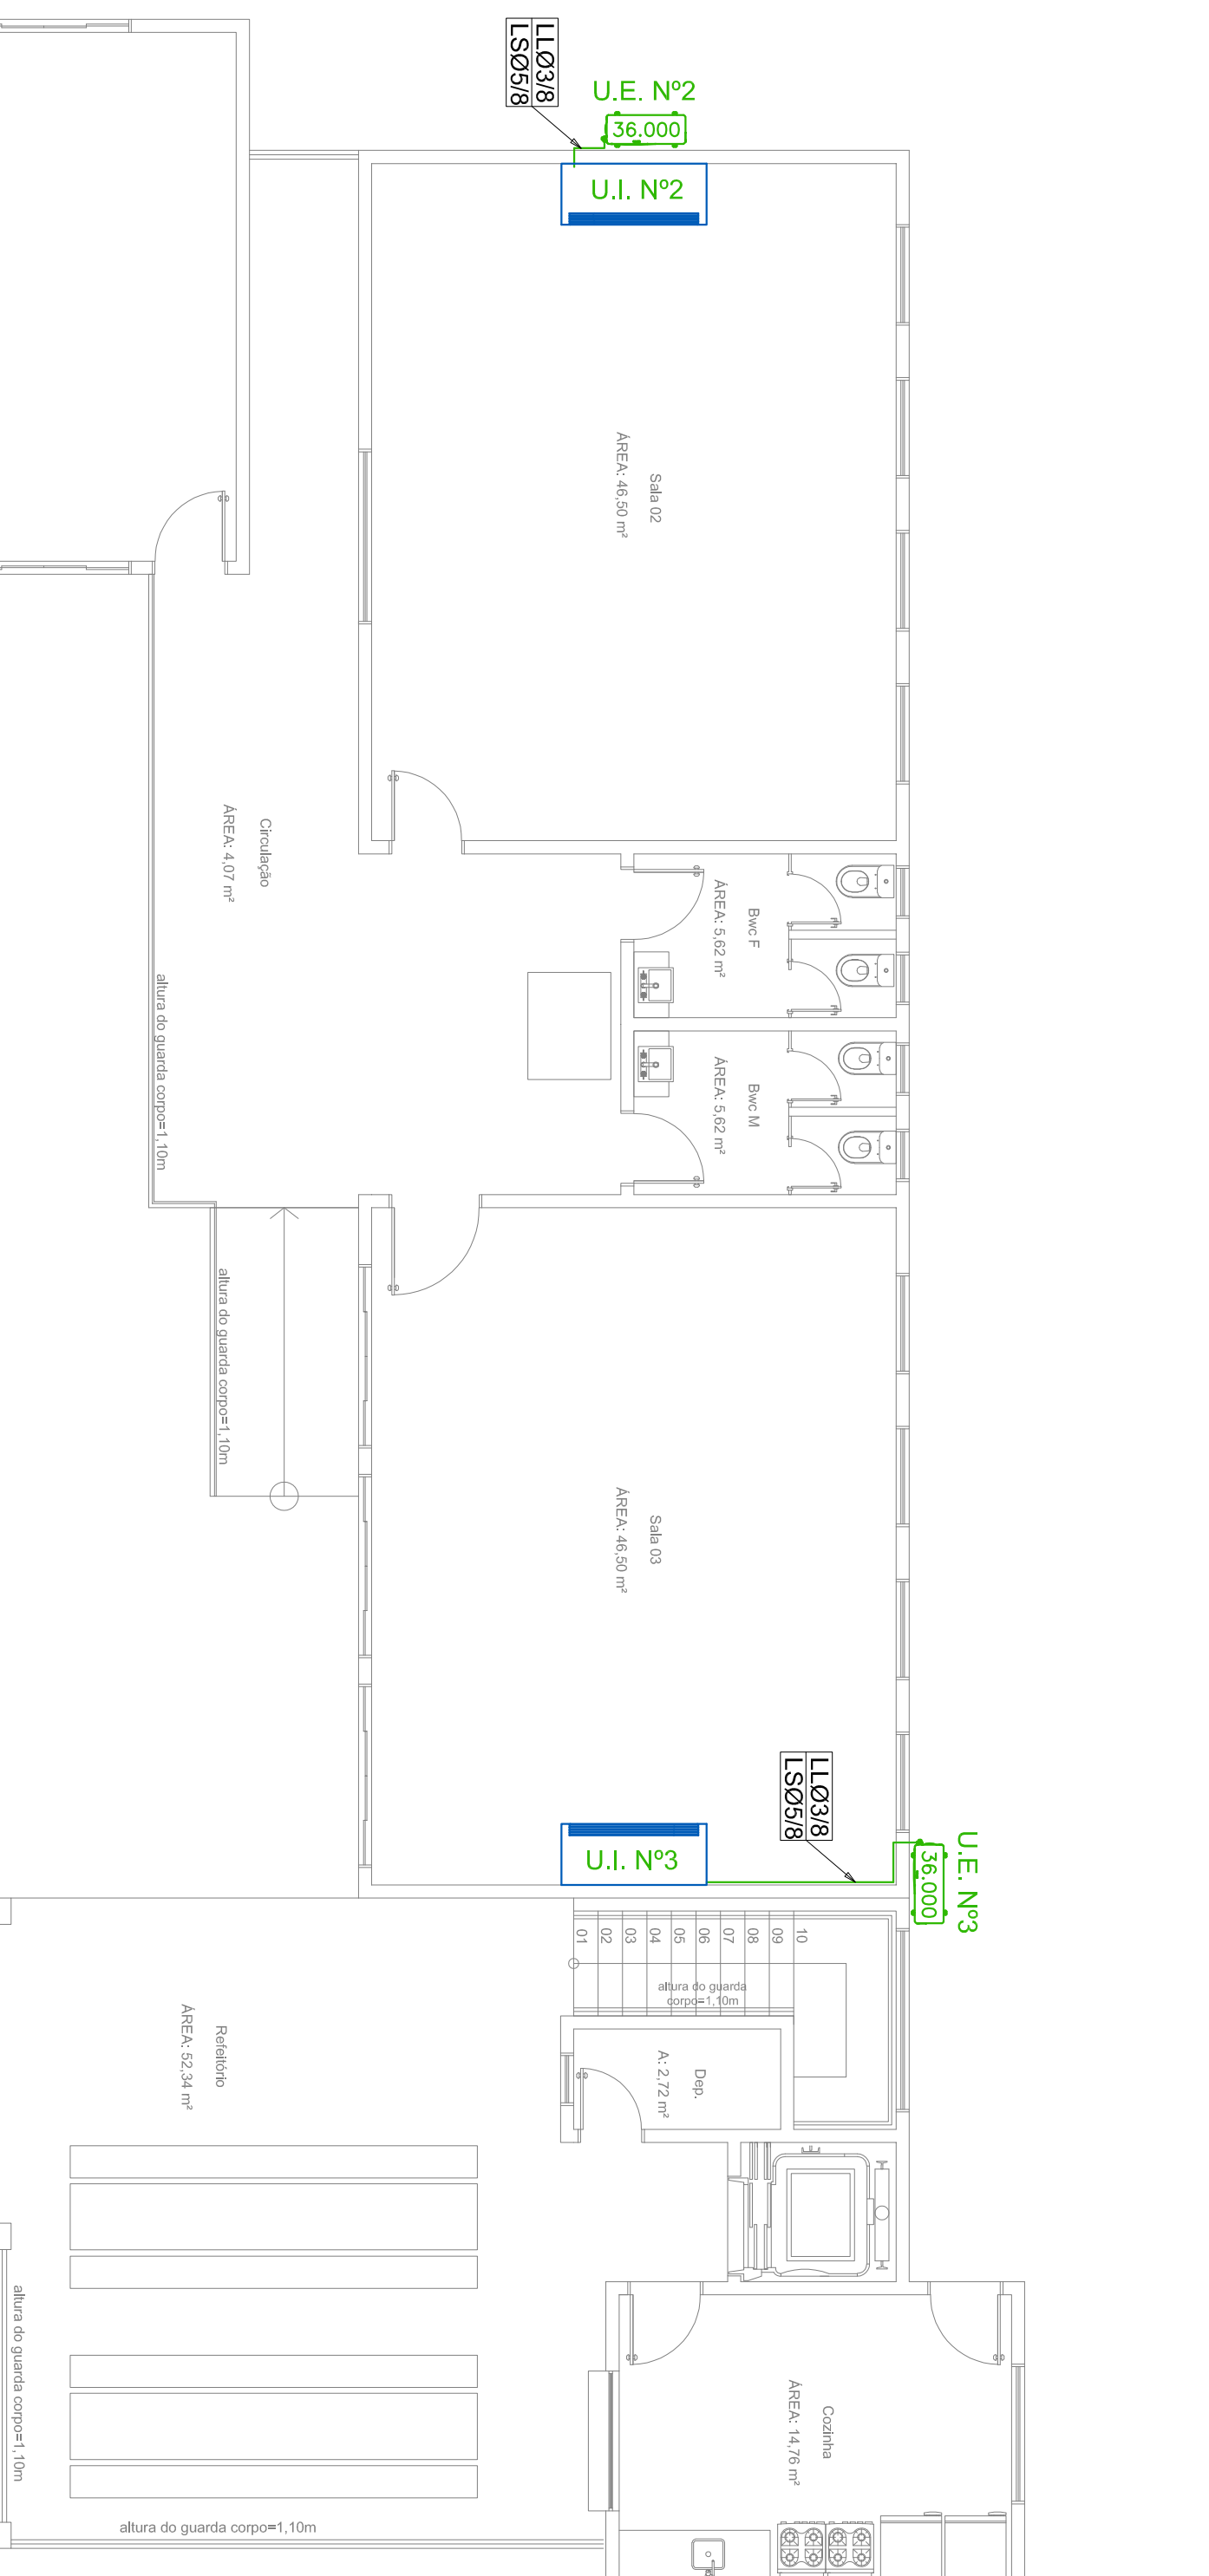 LLØ3/8
LSØ5/8
U.E. Nº2
36.000
U.I. Nº2
Sala 02
ÁREA: 46,50 m²
Circulação
ÁREA: 4,07 m²
Bwc F
ÁREA: 5,62 m²
altura do guarda corpo=1,10m
Bwc M
ÁREA: 5,62 m²
altura do guarda corpo=1,10m
Sala 03
ÁREA: 46,50 m²
LLØ3/8
LSØ5/8
U.E. Nº3
36.000
U.I. Nº3
01
02
03
04
05
06
07
08
09
10
altura do guarda
corpo=1,10m
Refeitório
ÁREA: 52,34 m²
Dep.
A: 2,72 m²
altura do guarda corpo=1,10m
Cozinha
ÁREA: 14,76 m²
altura do guarda corpo=1,10m